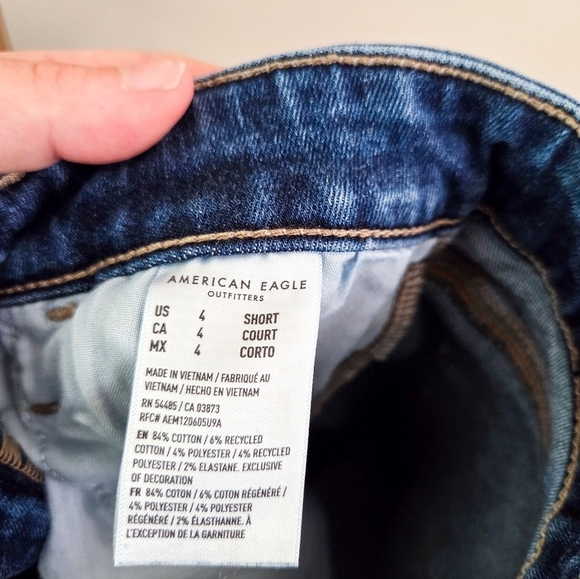 AMERICAN EAGLE
OUTFITTERS
US 4 SHORT
CA 4 COURT
MX 4 CORTO
MADE IN VIETNAM / FABRIQUÉ AU
VIETNAM / HECHO EN VIETNAM
RN 54485 / CA 03873
RFC# AEM120605U9A
EN 84% COTTON / 6% RECYCLED
COTTON / 4% POLYESTER / 4% RECYCLED
POLYESTER / 2% ELASTANE. EXCLUSIVE
OF DECORATION
FR 84% COTON / 6% COTON RÉGÉNÉRÉ /
4% POLYESTER / 4% POLYESTER
RÉGÉNÉRÉ / 2% ÉLASTHANNE. À
L'EXCEPTION DE LA GARNITURE